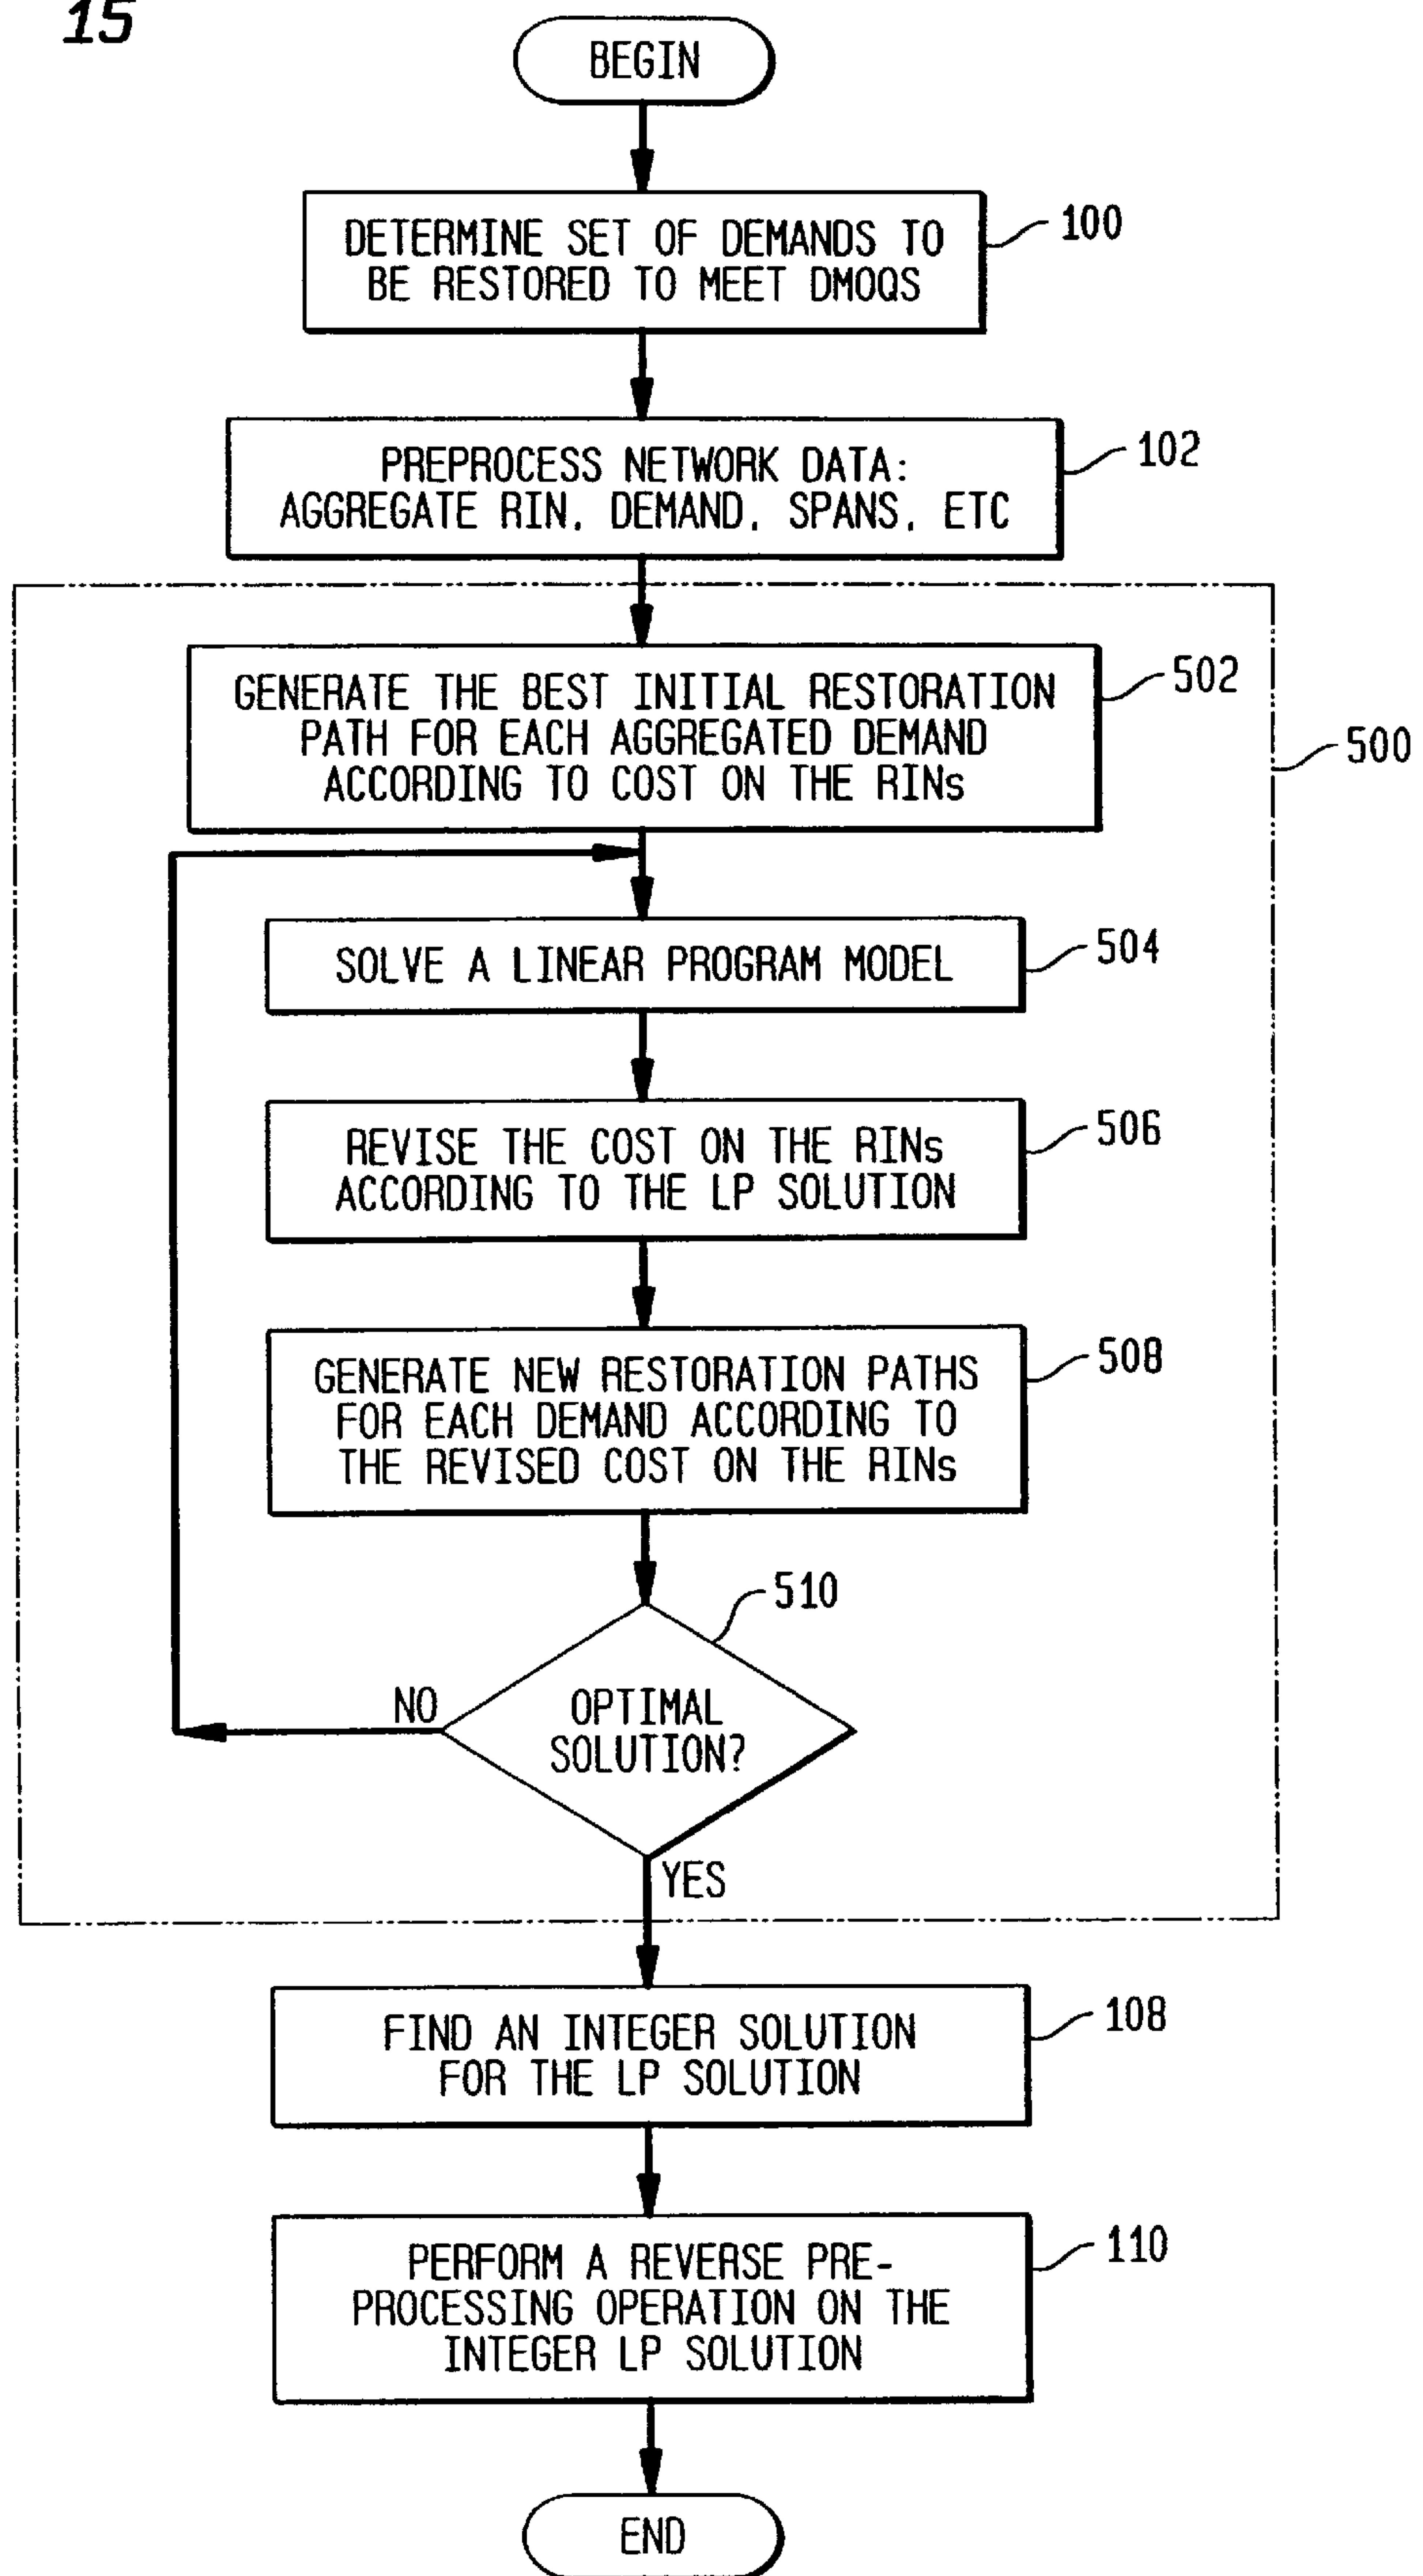 15
BEGIN
DETERMINE SET OF DEMANDS TO
BE RESTORED TO MEET DMOQS
100
PREPROCESS NETWORK DATA:
AGGREGATE RIN, DEMAND, SPANS, ETC
102
GENERATE THE BEST INITIAL RESTORATION
PATH FOR EACH AGGREGATED DEMAND
ACCORDING TO COST ON THE RINs
502
500
SOLVE A LINEAR PROGRAM MODEL
504
REVISE THE COST ON THE RINs
ACCORDING TO THE LP SOLUTION
506
GENERATE NEW RESTORATION PATHS
FOR EACH DEMAND ACCORDING TO
THE REVISED COST ON THE RINs
508
510
OPTIMAL
SOLUTION?
NO
YES
FIND AN INTEGER SOLUTION
FOR THE LP SOLUTION
108
PERFORM A REVERSE PRE-
PROCESSING OPERATION ON THE
INTEGER LP SOLUTION
110
END